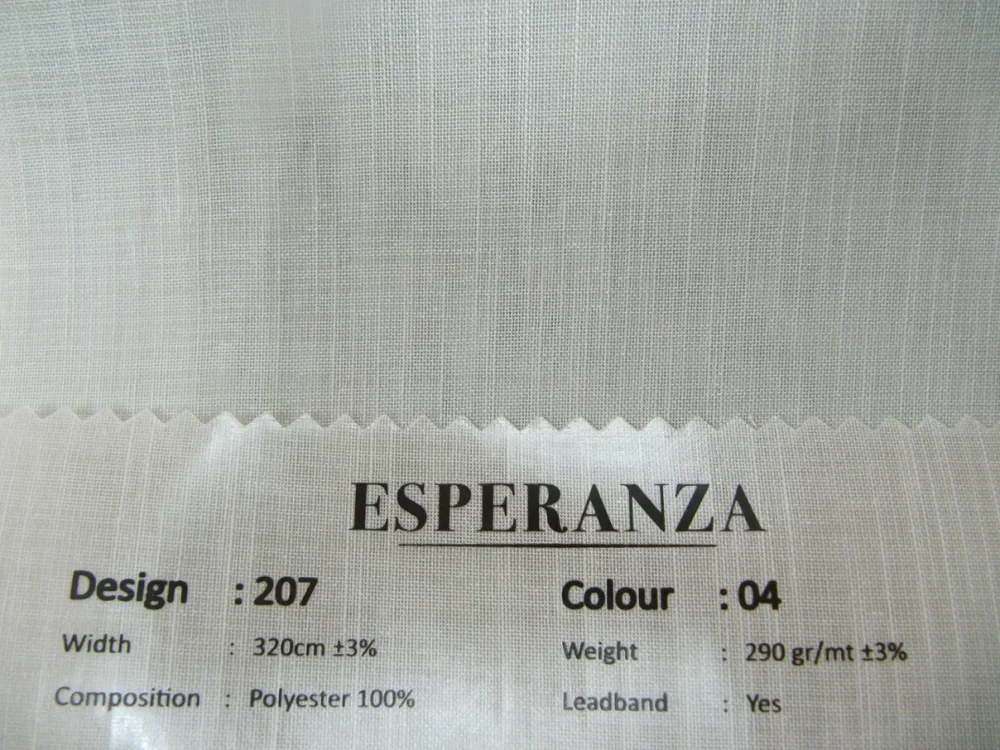 ESPERANZA
Design : 207 Colour : 04
Width : 320cm ±3% Weight : 290 gr/mt ±3%
Composition : Polyester 100% Leadband : Yes